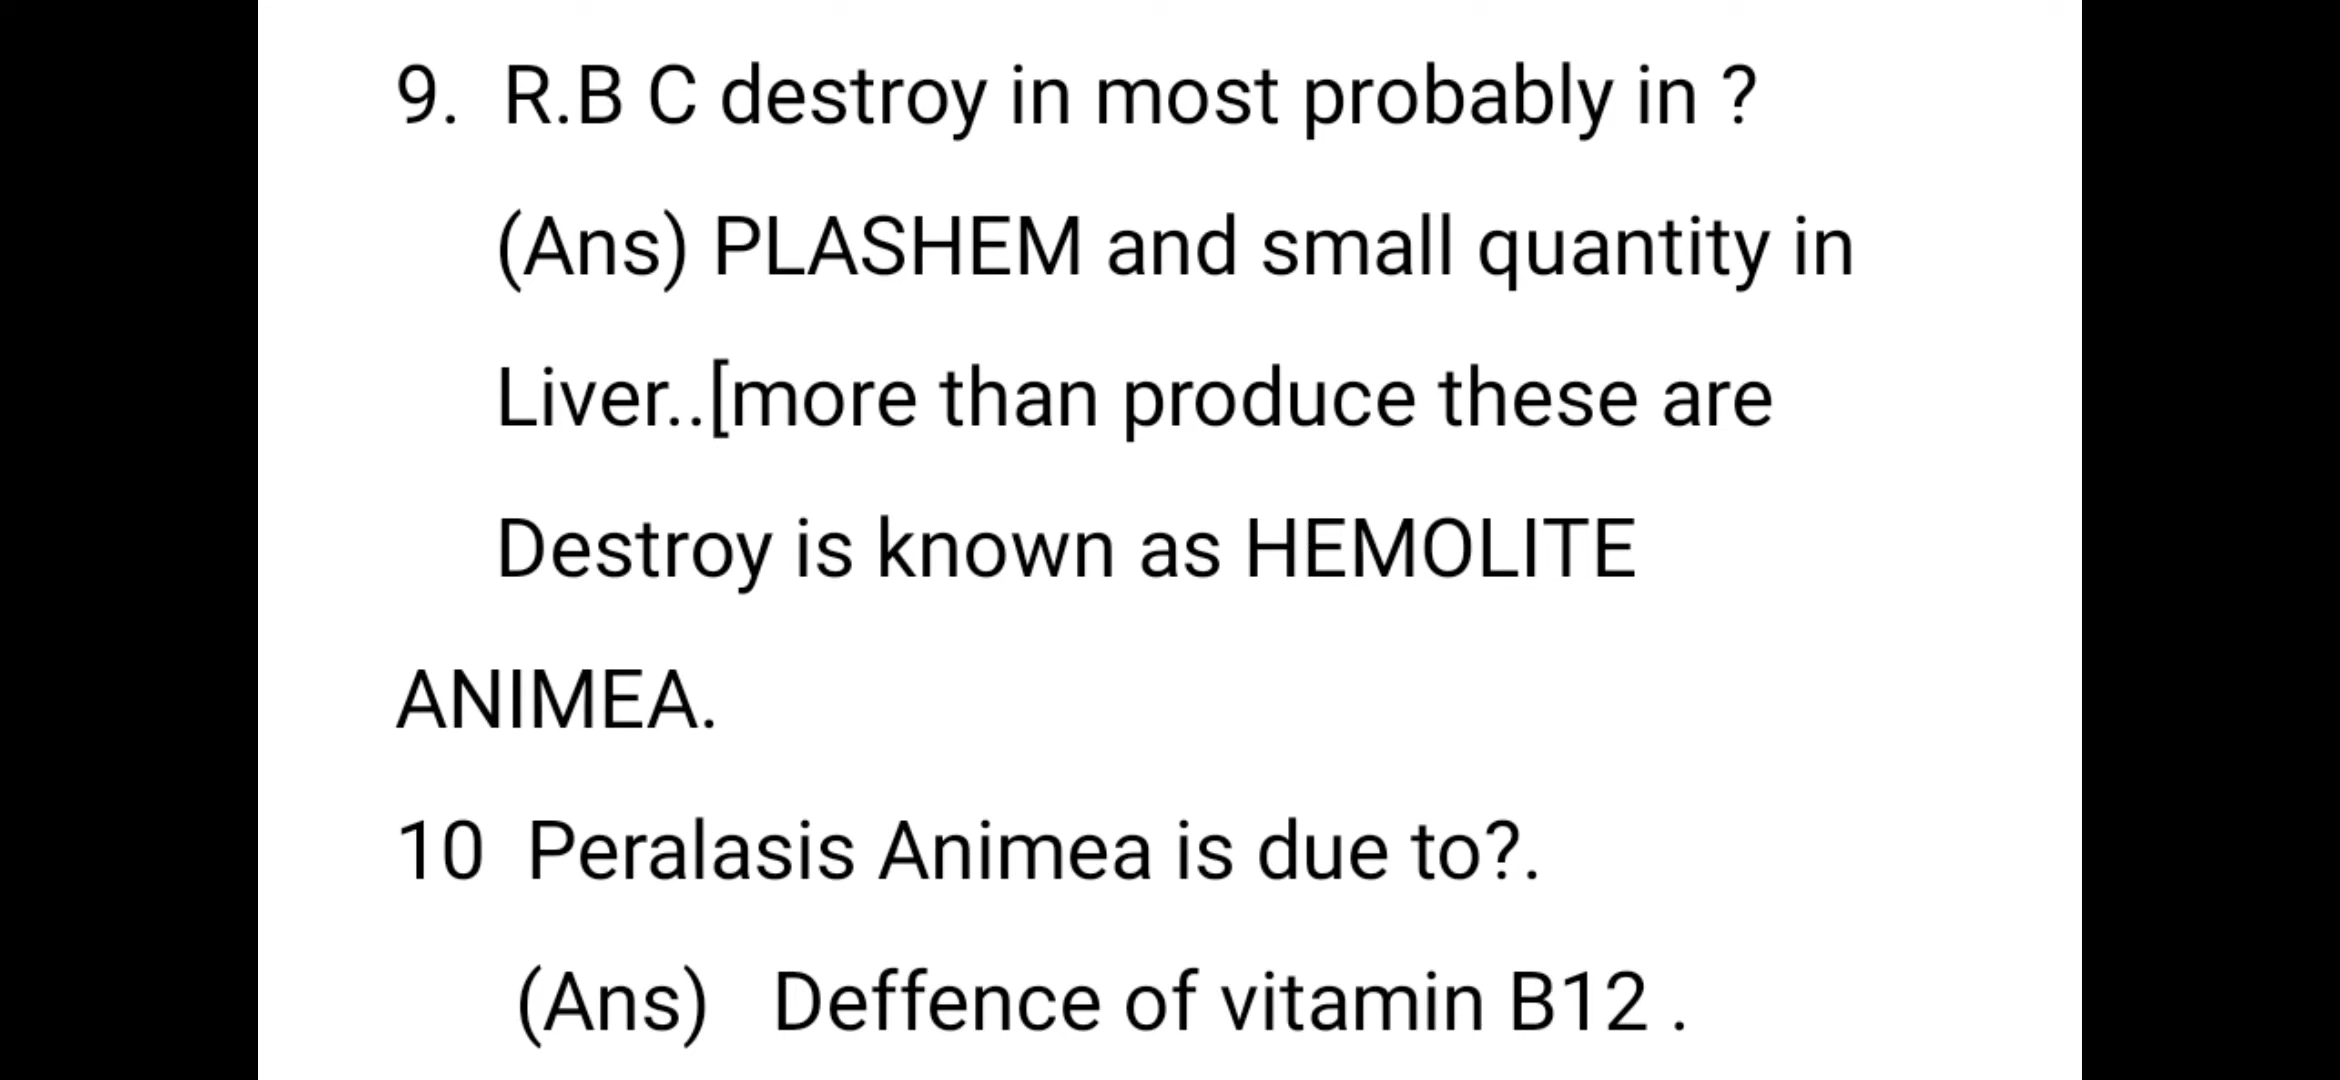 9. R.B C destroy in most probably in ?
(Ans) PLASHEM and small quantity in
Liver..[more than produce these are
Destroy is known as HEMOLITE
ANIMEA.
10 Peralasis Animea is due to?.
(Ans) Deffence of vitamin B12 .